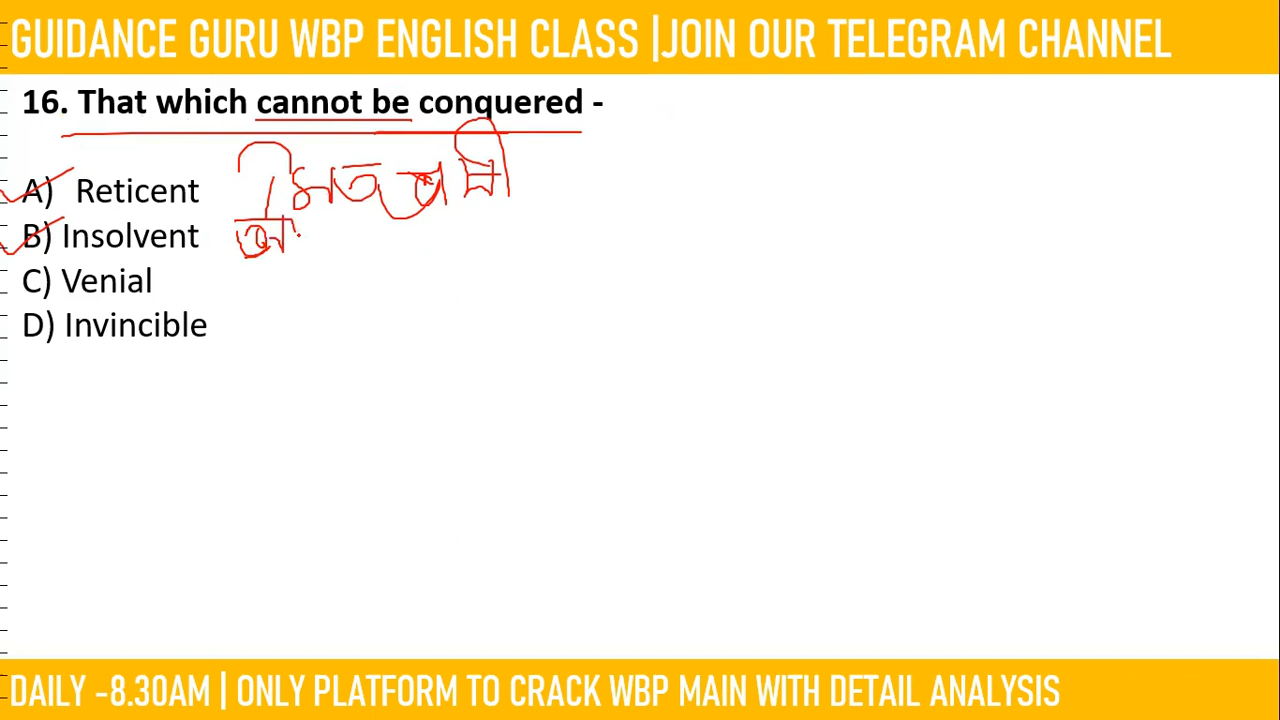 GUIDANCE GURU WBP ENGLISH CLASS |JOIN OUR TELEGRAM CHANNEL
16. That which cannot be conquered -
A) Reticent
B) Insolvent
C) Venial
D) Invincible
DAILY -8.30AM | ONLY PLATFORM TO CRACK WBP MAIN WITH DETAIL ANALYSIS